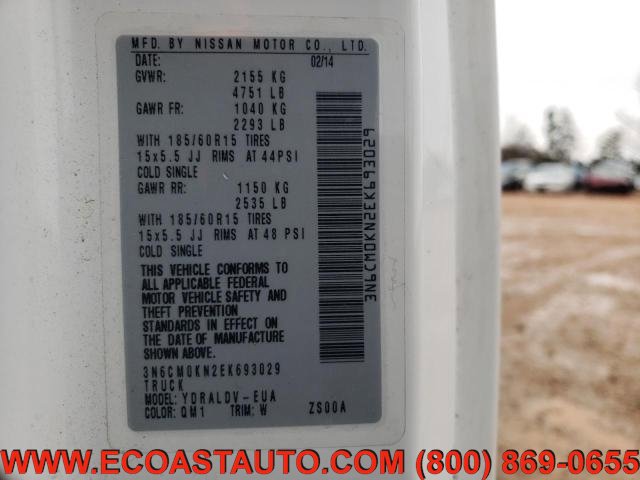 MFD. BY NISSAN MOTOR CO., LTD.
DATE: 02/14
GVWR: 2155 KG
4751 LB
GAWR FR: 1040 KG
2293 LB
WITH 185/60R15 TIRES
15x5.5 JJ RIMS AT 44PSI
COLD SINGLE
GAWR RR: 1150 KG
2535 LB
WITH 185/60R15 TIRES
15x5.5 JJ RIMS AT 48 PSI
COLD SINGLE
THIS VEHICLE CONFORMS TO
ALL APPLICABLE FEDERAL
MOTOR VEHICLE SAFETY AND
THEFT PREVENTION
STANDARDS IN EFFECT ON
THE DATE OF MANUFACTURE
SHOWN ABOVE.
3N6CM0KN2EK693029
TRUCK
MODEL: YDRALDV-EUA
COLOR: QM1 TRIM: W ZS00A
3N6CM0KN2EK693029
WWW.ECOASTAUTO.COM (800) 869-0655